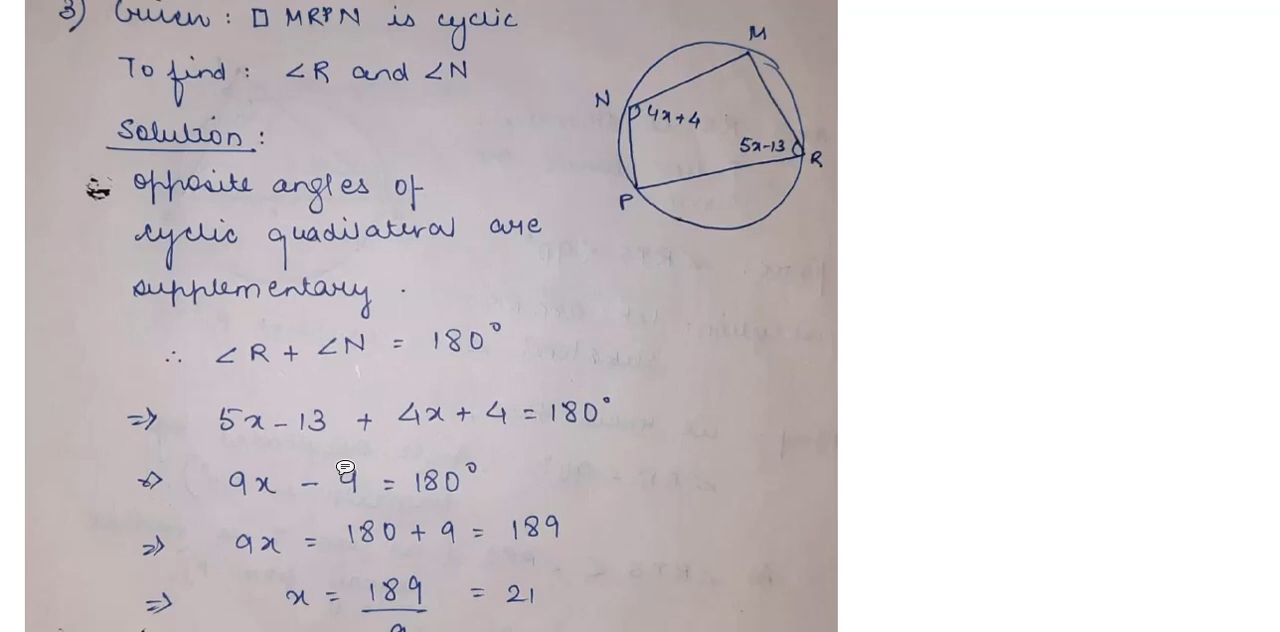 3) Given : □ MRPN is cyclic
To find : ∠R and ∠N
Solution :
opposite angles of
cyclic quadilateral are
supplementary .
∴ ∠R + ∠N = 180°
⇒ 5x - 13 + 4x + 4 = 180°
⇒ 9x - 9 = 180°
⇒ 9x = 180 + 9 = 189
⇒ x = 189/9 = 21
M
N
4x+4
5x-13
R
P